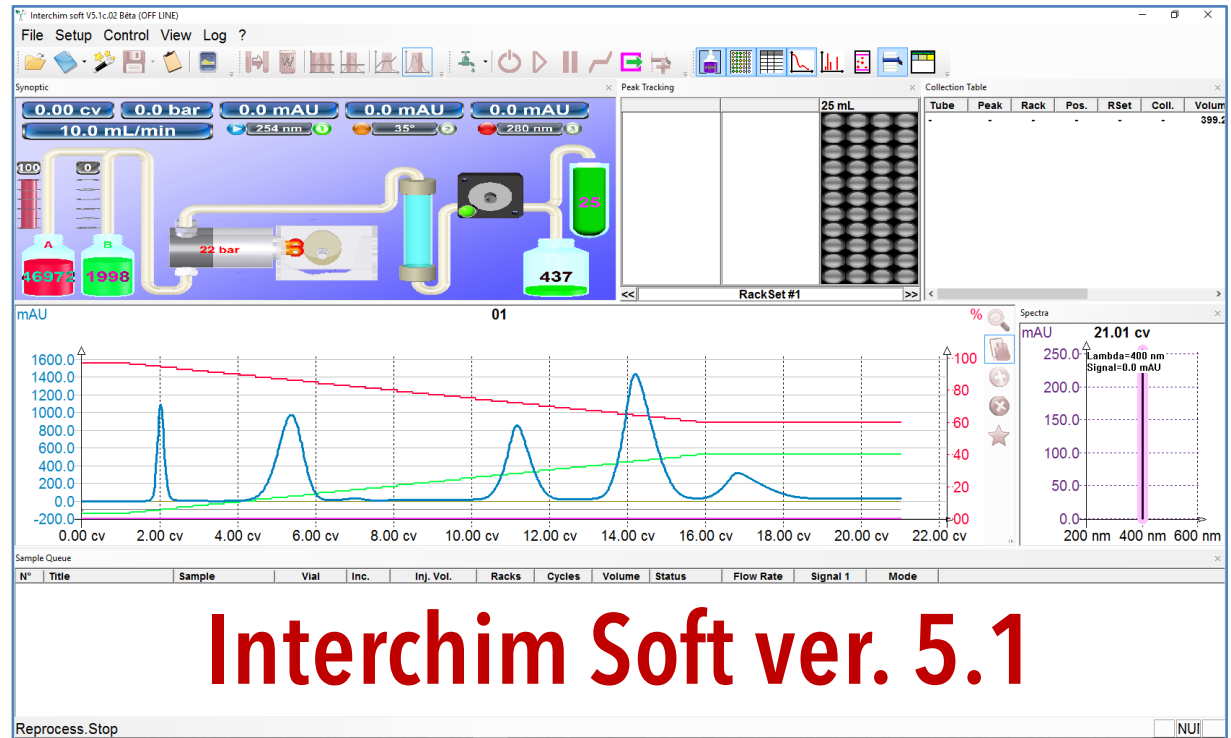 Interchim soft V5.1c.02 Bêta (OFF LINE)
File Setup Control View Log ?
Synoptic
0.00 cv 0.0 bar 0.0 mAU 0.0 mAU 0.0 mAU
10.0 mL/min 254 nm 1 35° 2 280 nm 3
100 0
22 bar
25
A B
46972 1998
437
Peak Tracking
25 mL
<< RackSet #1 >>
Collection Table
Tube Peak Rack Pos. RSet Coll. Volum
- - - - - - 399.2
mAU 01 %
1600.0
1400.0
1200.0
1000.0
800.0
600.0
400.0
200.0
0.0
-200.0
100
80
60
40
20
00
0.00 cv 2.00 cv 4.00 cv 6.00 cv 8.00 cv 10.00 cv 12.00 cv 14.00 cv 16.00 cv 18.00 cv 20.00 cv 22.00 cv
Spectra
mAU 21.01 cv
Lambda=400 nm
Signal=0.0 mAU
250.0
200.0
150.0
100.0
50.0
0.0
200 nm 400 nm 600 nm
Sample Queue
N° Title Sample Vial Inc. Inj. Vol. Racks Cycles Volume Status Flow Rate Signal 1 Mode
Interchim Soft ver. 5.1
Reprocess.Stop